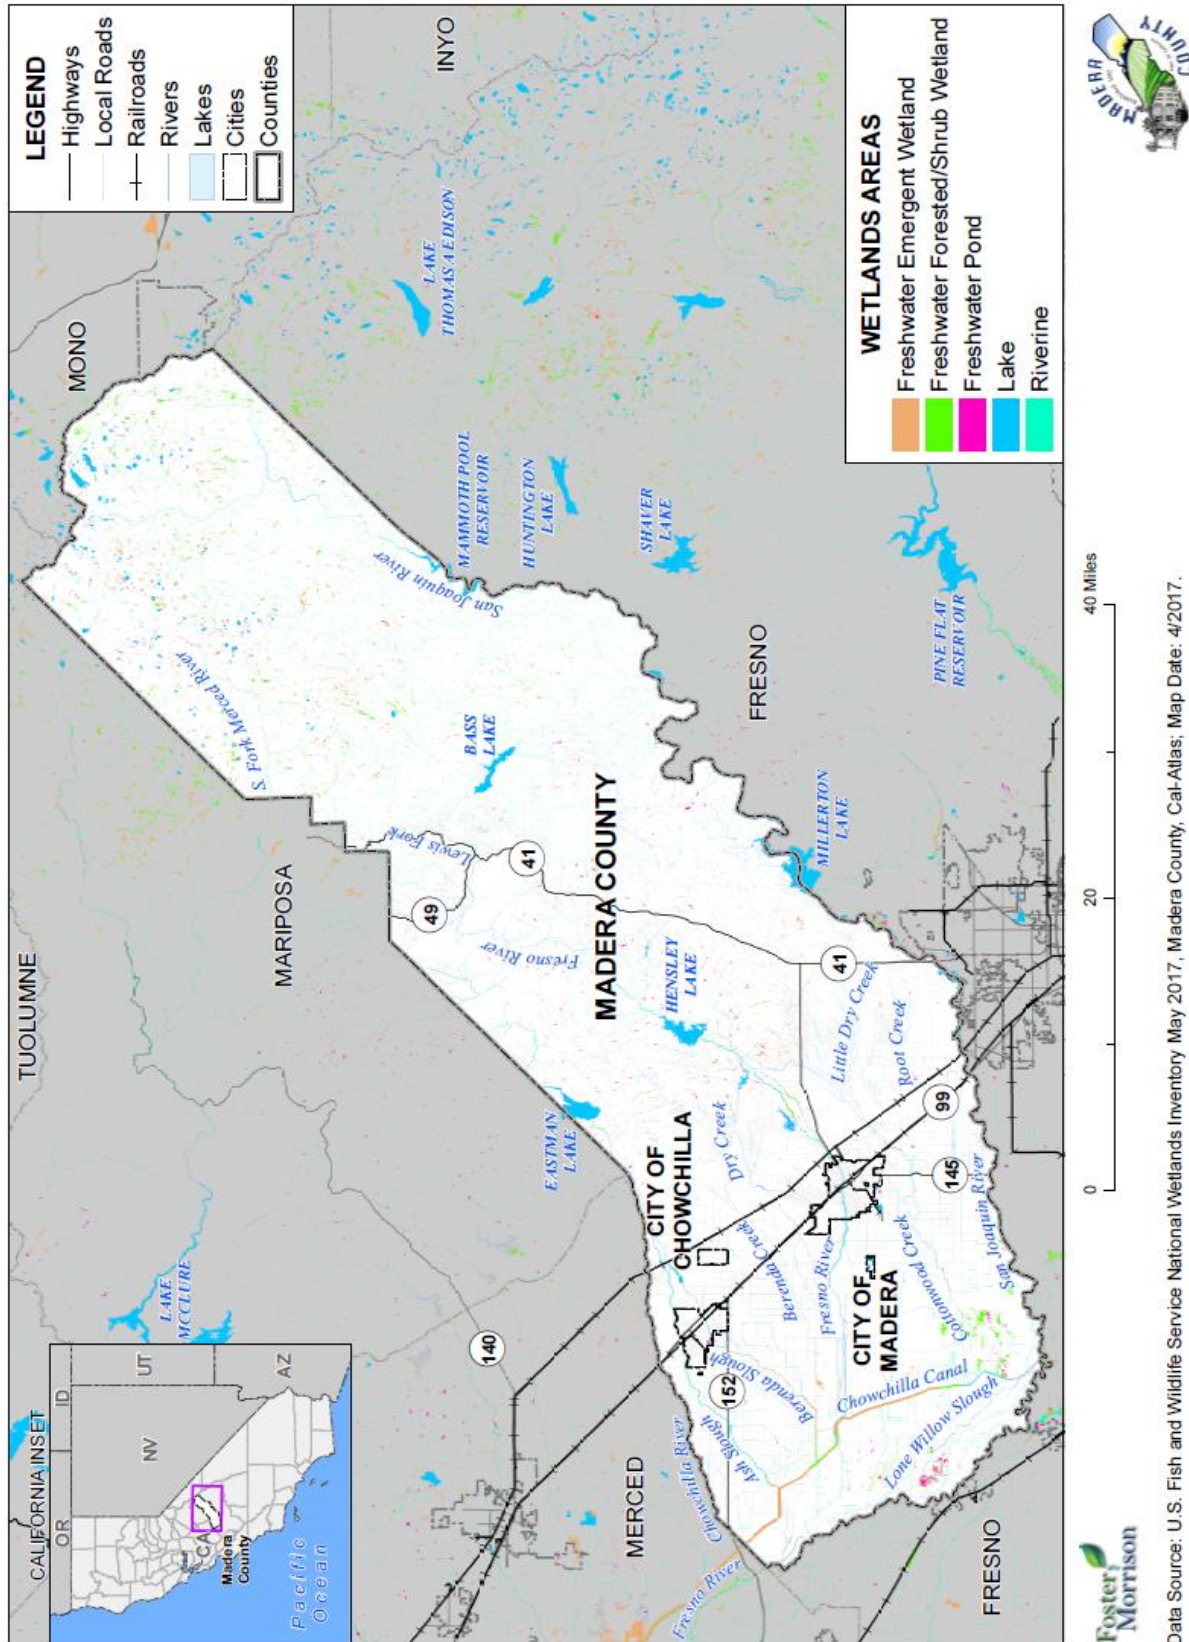 CALIFORNIA INSET
OR
ID
NV
UT
CA
AZ
Madera
County
Pacific
Ocean
LEGEND
Highways
Local Roads
Railroads
Rivers
Lakes
Cities
Counties
TUOLUMNE
MONO
INYO
MARIPOSA
MERCED
FRESNO
FRESNO
LAKE
MCCLURE
LAKE
THOMAS A EDISON
MAMMOTH POOL
RESERVOIR
HUNTINGTON
LAKE
SHAVER
LAKE
PINE FLAT
RESERVOIR
S. Fork Merced River
San Joaquin River
BASS
LAKE
Lewis Fork
49
41
Fresno River
MADERA COUNTY
EASTMAN
LAKE
HENSLEY
LAKE
MILLERTON
LAKE
140
CITY OF
CHOWCHILLA
Dry Creek
41
Little Dry Creek
Root Creek
99
Berenda Creek
Fresno River
145
CITY OF
MADERA
Cottonwood Creek
San Joaquin River
152
Berenda Slough
Chowchilla Canal
Ash Slough
Chowchilla River
Lone Willow Slough
Fresno River
WETLANDS AREAS
Freshwater Emergent Wetland
Freshwater Forested/Shrub Wetland
Freshwater Pond
Lake
Riverine
0
20
40 Miles
Foster
Morrison
MADERA
COUNTY
Data Source: U.S. Fish and Wildlife Service National Wetlands Inventory May 2017, Madera County, Cal-Atlas; Map Date: 4/2017.